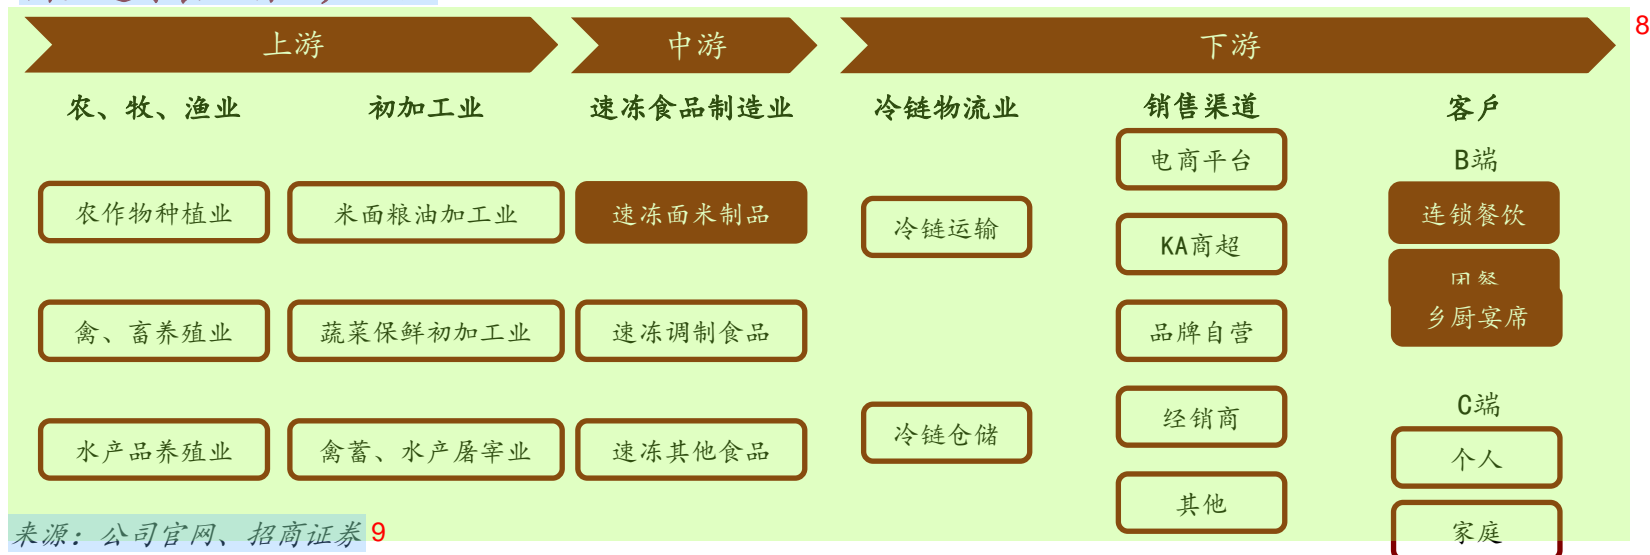 上游
中游
下游
8
农、牧、渔业
初加工业
速冻食品制造业
冷链物流业
销售渠道
客户
农作物种植业
禽、畜养殖业
水产品养殖业
米面粮油加工业
蔬菜保鲜初加工业
禽蓄、水产屠宰业
速冻面米制品
速冻调制食品
速冻其他食品
冷链运输
冷链仓储
电商平台
KA商超
品牌自营
经销商
其他
B端
连锁餐饮
团餐
乡厨宴席
C端
个人
家庭
来源：公司官网、招商证券 9